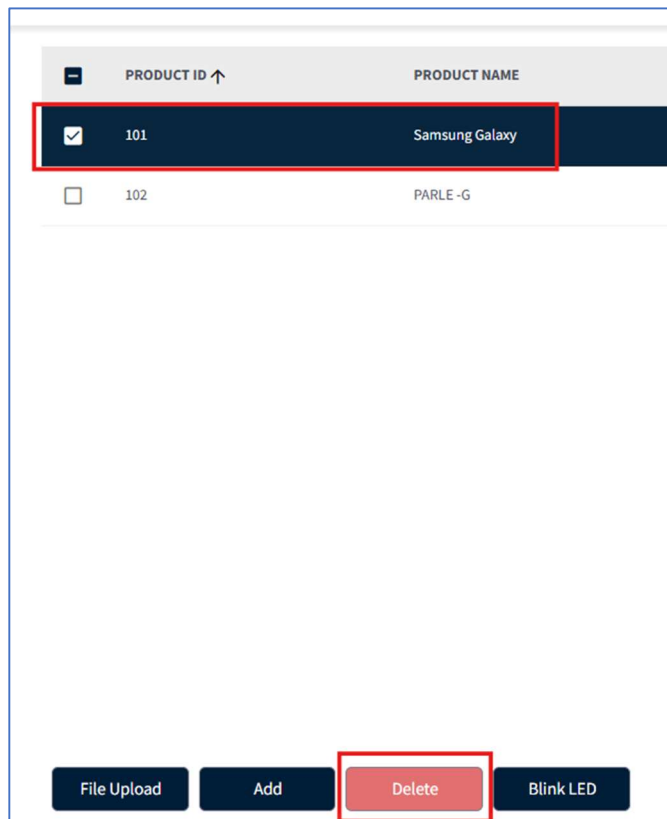 PRODUCT ID PRODUCT NAME
101 Samsung Galaxy
102 PARLE -G
File Upload Add Delete Blink LED